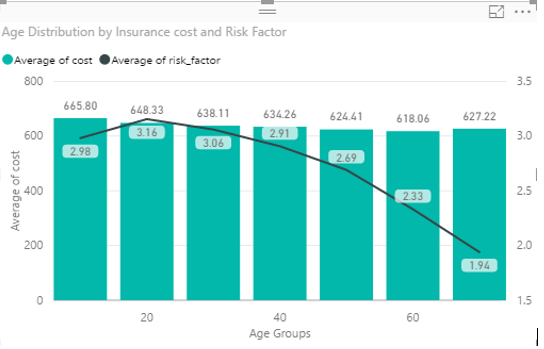 Age Distribution by Insurance cost and Risk Factor
Average of cost Average of risk_factor
800 3.5
665.80 648.33 638.11 634.26 624.41 618.06 627.22
600 3.0
2.98 3.16 3.06 2.91 2.69 2.33 1.94
400 2.5
200 2.0
0 1.5
Average of cost
20 40 60
Age Groups